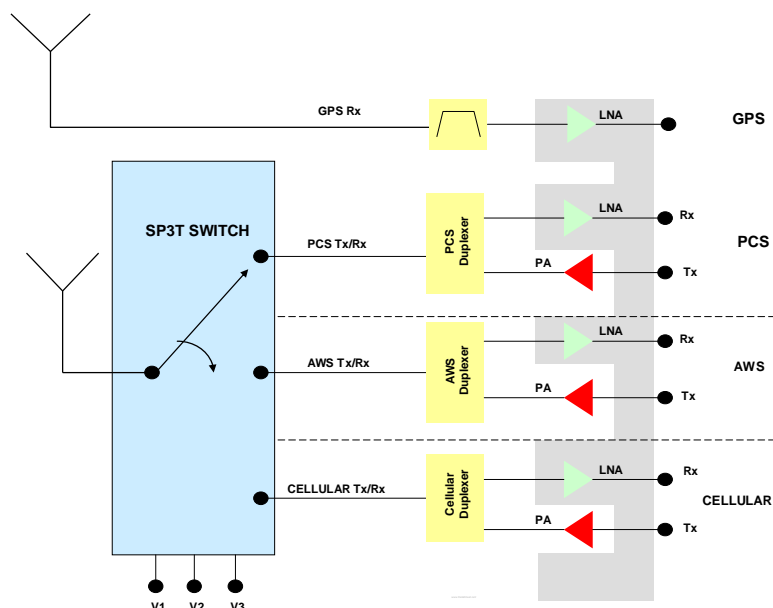 GPS Rx
LNA
GPS
SP3T SWITCH
PCS Tx/Rx
PCS
Duplexer
LNA
Rx
PCS
PA
Tx
AWS Tx/Rx
AWS
Duplexer
LNA
Rx
AWS
PA
Tx
CELLULAR Tx/Rx
Cellular
Duplexer
LNA
Rx
CELLULAR
PA
Tx
V1 V2 V3